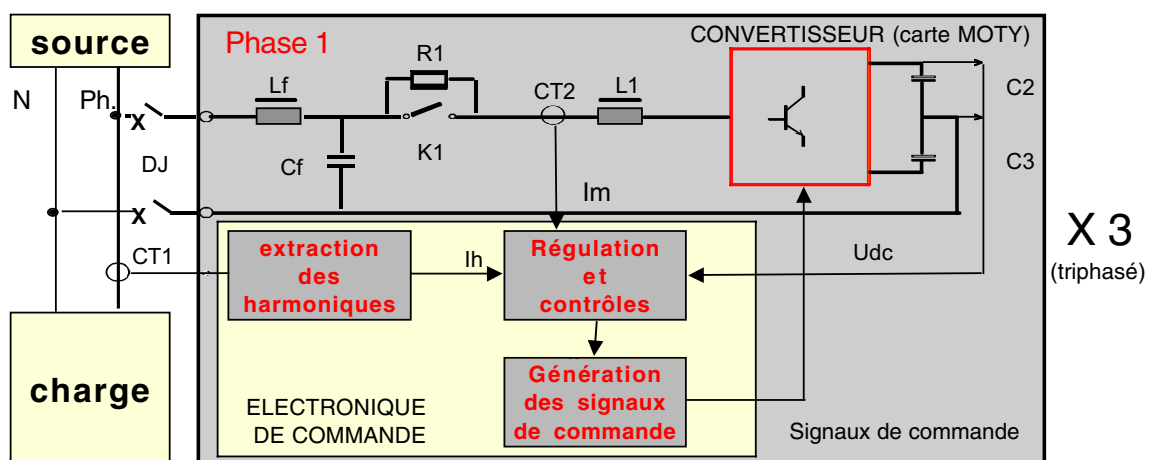 source
Phase 1
CONVERTISSEUR (carte MOTY)
R1
N
Ph.
Lf
CT2
L1
C2
X
DJ
Cf
K1
C3
Im
X
X 3
(triphasé)
CT1
extraction
des
harmoniques
Ih
Régulation
et
contrôles
Udc
charge
Génération
des signaux
de commande
ELECTRONIQUE
DE COMMANDE
Signaux de commande